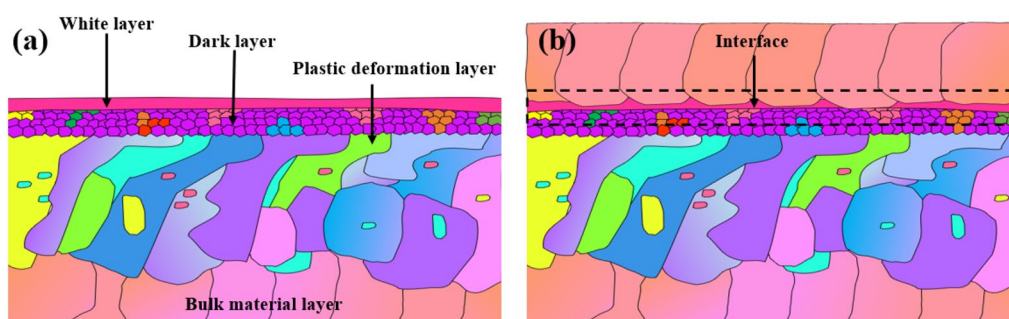 (a)
White layer
Dark layer
Plastic deformation layer
Bulk material layer
(b)
Interface